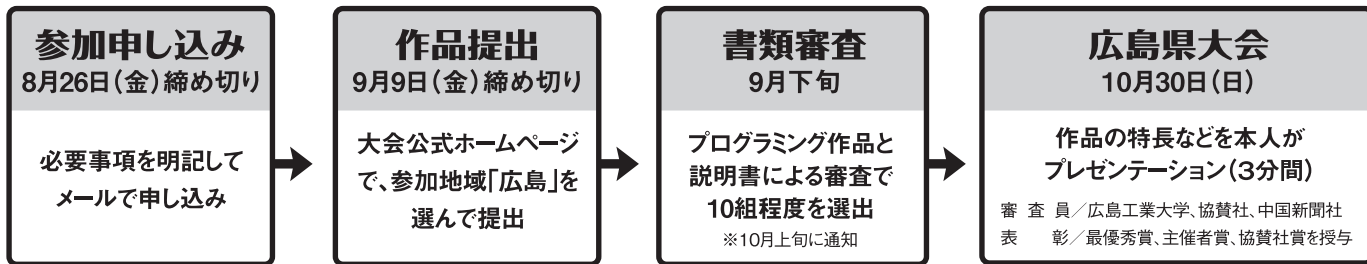 参加申し込み
8月26日(金)締め切り
必要事項を明記して
メールで申し込み
作品提出
9月9日(金)締め切り
大会公式ホームページ
で、参加地域「広島」を
選んで提出
書類審査
9月下旬
プログラミング作品と
説明書による審査で
10組程度を選出
※10月上旬に通知
広島県大会
10月30日(日)
作品の特長などを本人が
プレゼンテーション(3分間)
審査員／広島工業大学、協賛社、中国新聞社
表彰／最優秀賞、主催者賞、協賛社賞を授与